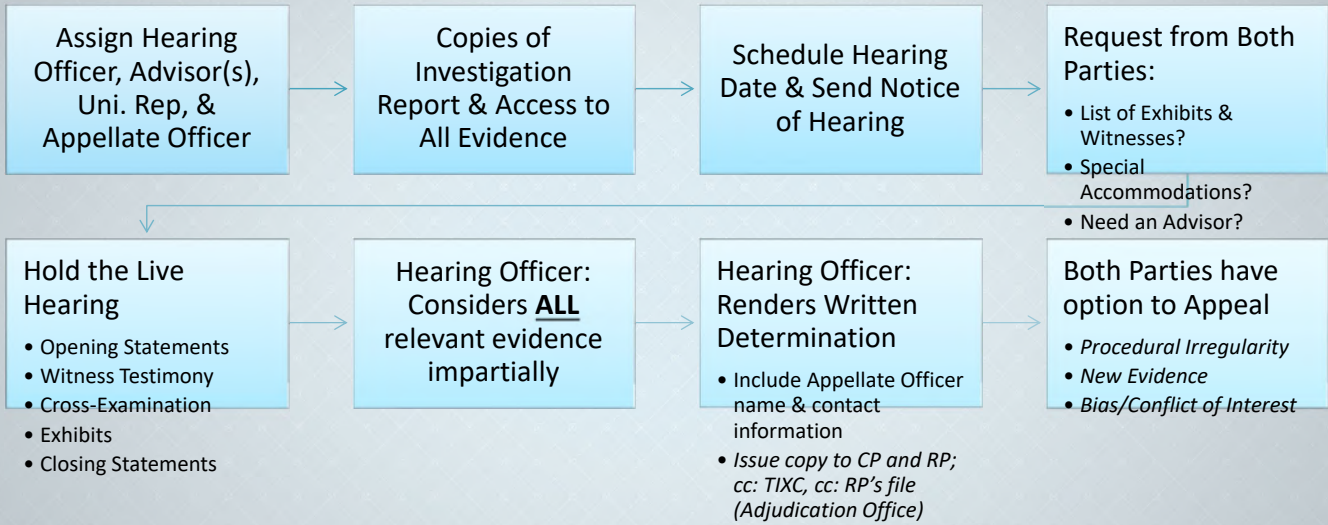 Assign Hearing
Officer, Advisor(s),
Uni. Rep, &
Appellate Officer
Copies of
Investigation
Report & Access to
All Evidence
Schedule Hearing
Date & Send Notice
of Hearing
Request from Both
Parties:
• List of Exhibits &
Witnesses?
• Special
Accommodations?
• Need an Advisor?
Hold the Live
Hearing
• Opening Statements
• Witness Testimony
• Cross-Examination
• Exhibits
• Closing Statements
Hearing Officer:
Considers ALL
relevant evidence
impartially
Hearing Officer:
Renders Written
Determination
• Include Appellate Officer
name & contact
information
• Issue copy to CP and RP;
cc: TIXC, cc: RP's file
(Adjudication Office)
Both Parties have
option to Appeal
• Procedural Irregularity
• New Evidence
• Bias/Conflict of Interest